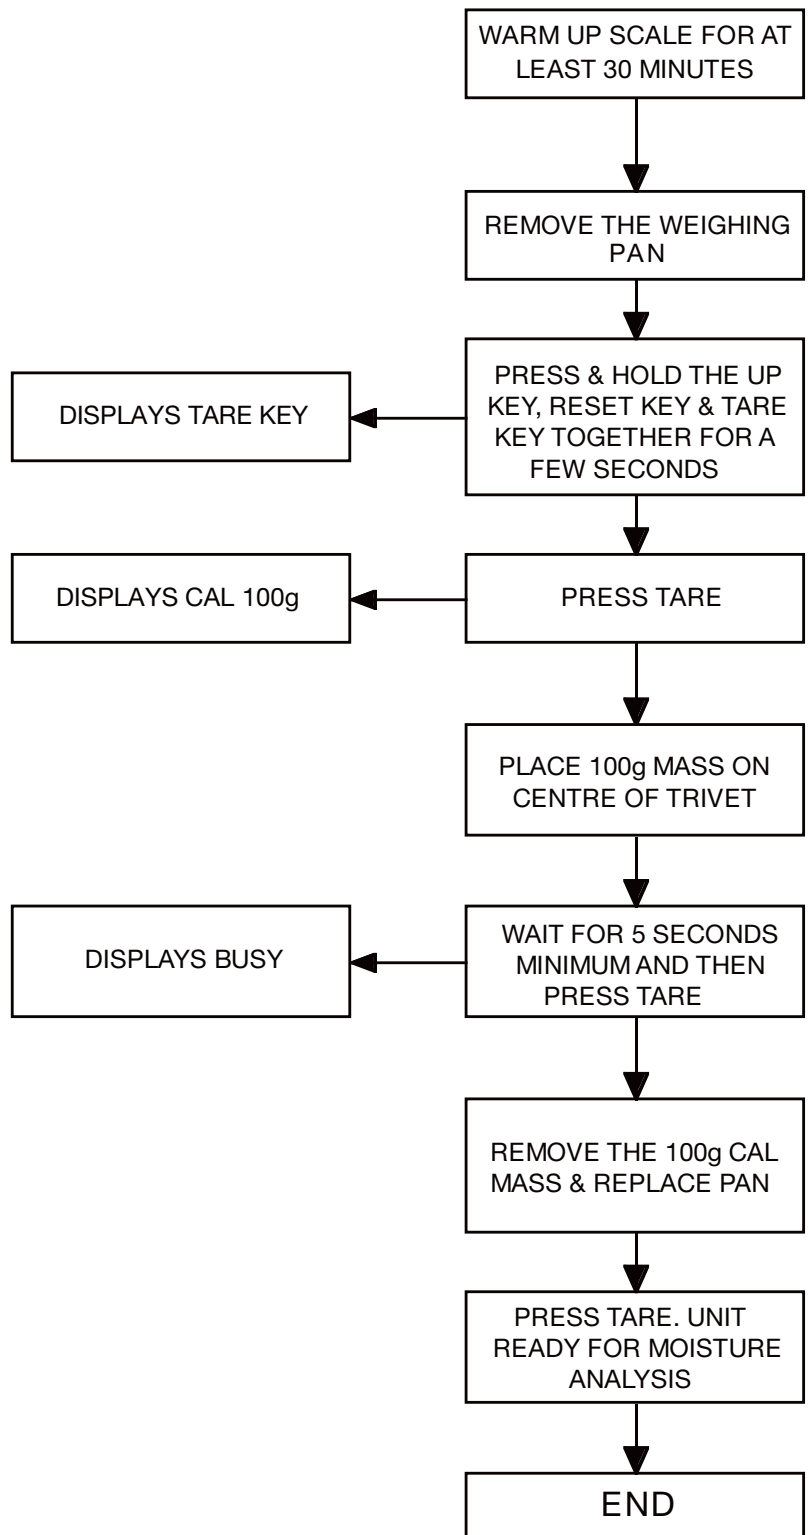 WARM UP SCALE FOR AT
LEAST 30 MINUTES
REMOVE THE WEIGHING
PAN
PRESS & HOLD THE UP
KEY, RESET KEY & TARE
KEY TOGETHER FOR A
FEW SECONDS
DISPLAYS TARE KEY
PRESS TARE
DISPLAYS CAL 100g
PLACE 100g MASS ON
CENTRE OF TRIVET
WAIT FOR 5 SECONDS
MINIMUM AND THEN
PRESS TARE
DISPLAYS BUSY
REMOVE THE 100g CAL
MASS & REPLACE PAN
PRESS TARE. UNIT
READY FOR MOISTURE
ANALYSIS
END